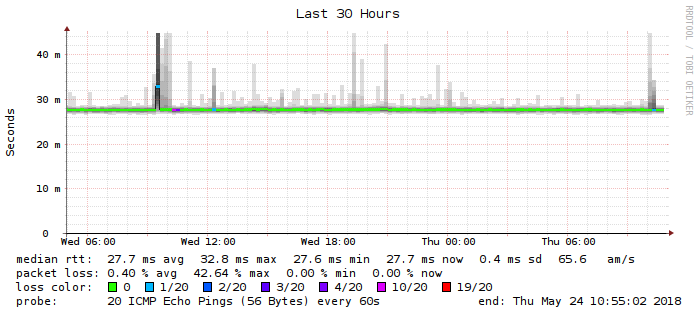 Last 30 Hours
RRDTOOL / TOBI OETIKER
Seconds
40 m
30 m
20 m
10 m
0
Wed 06:00 Wed 12:00 Wed 18:00 Thu 00:00 Thu 06:00
median rtt: 27.7 ms avg 32.8 ms max 27.6 ms min 27.7 ms now 0.4 ms sd 65.6 am/s
packet loss: 0.40 % avg 42.64 % max 0.00 % min 0.00 % now
loss color: 0 1/20 2/20 3/20 4/20 10/20 19/20
probe: 20 ICMP Echo Pings (56 Bytes) every 60s end: Thu May 24 10:55:02 2018